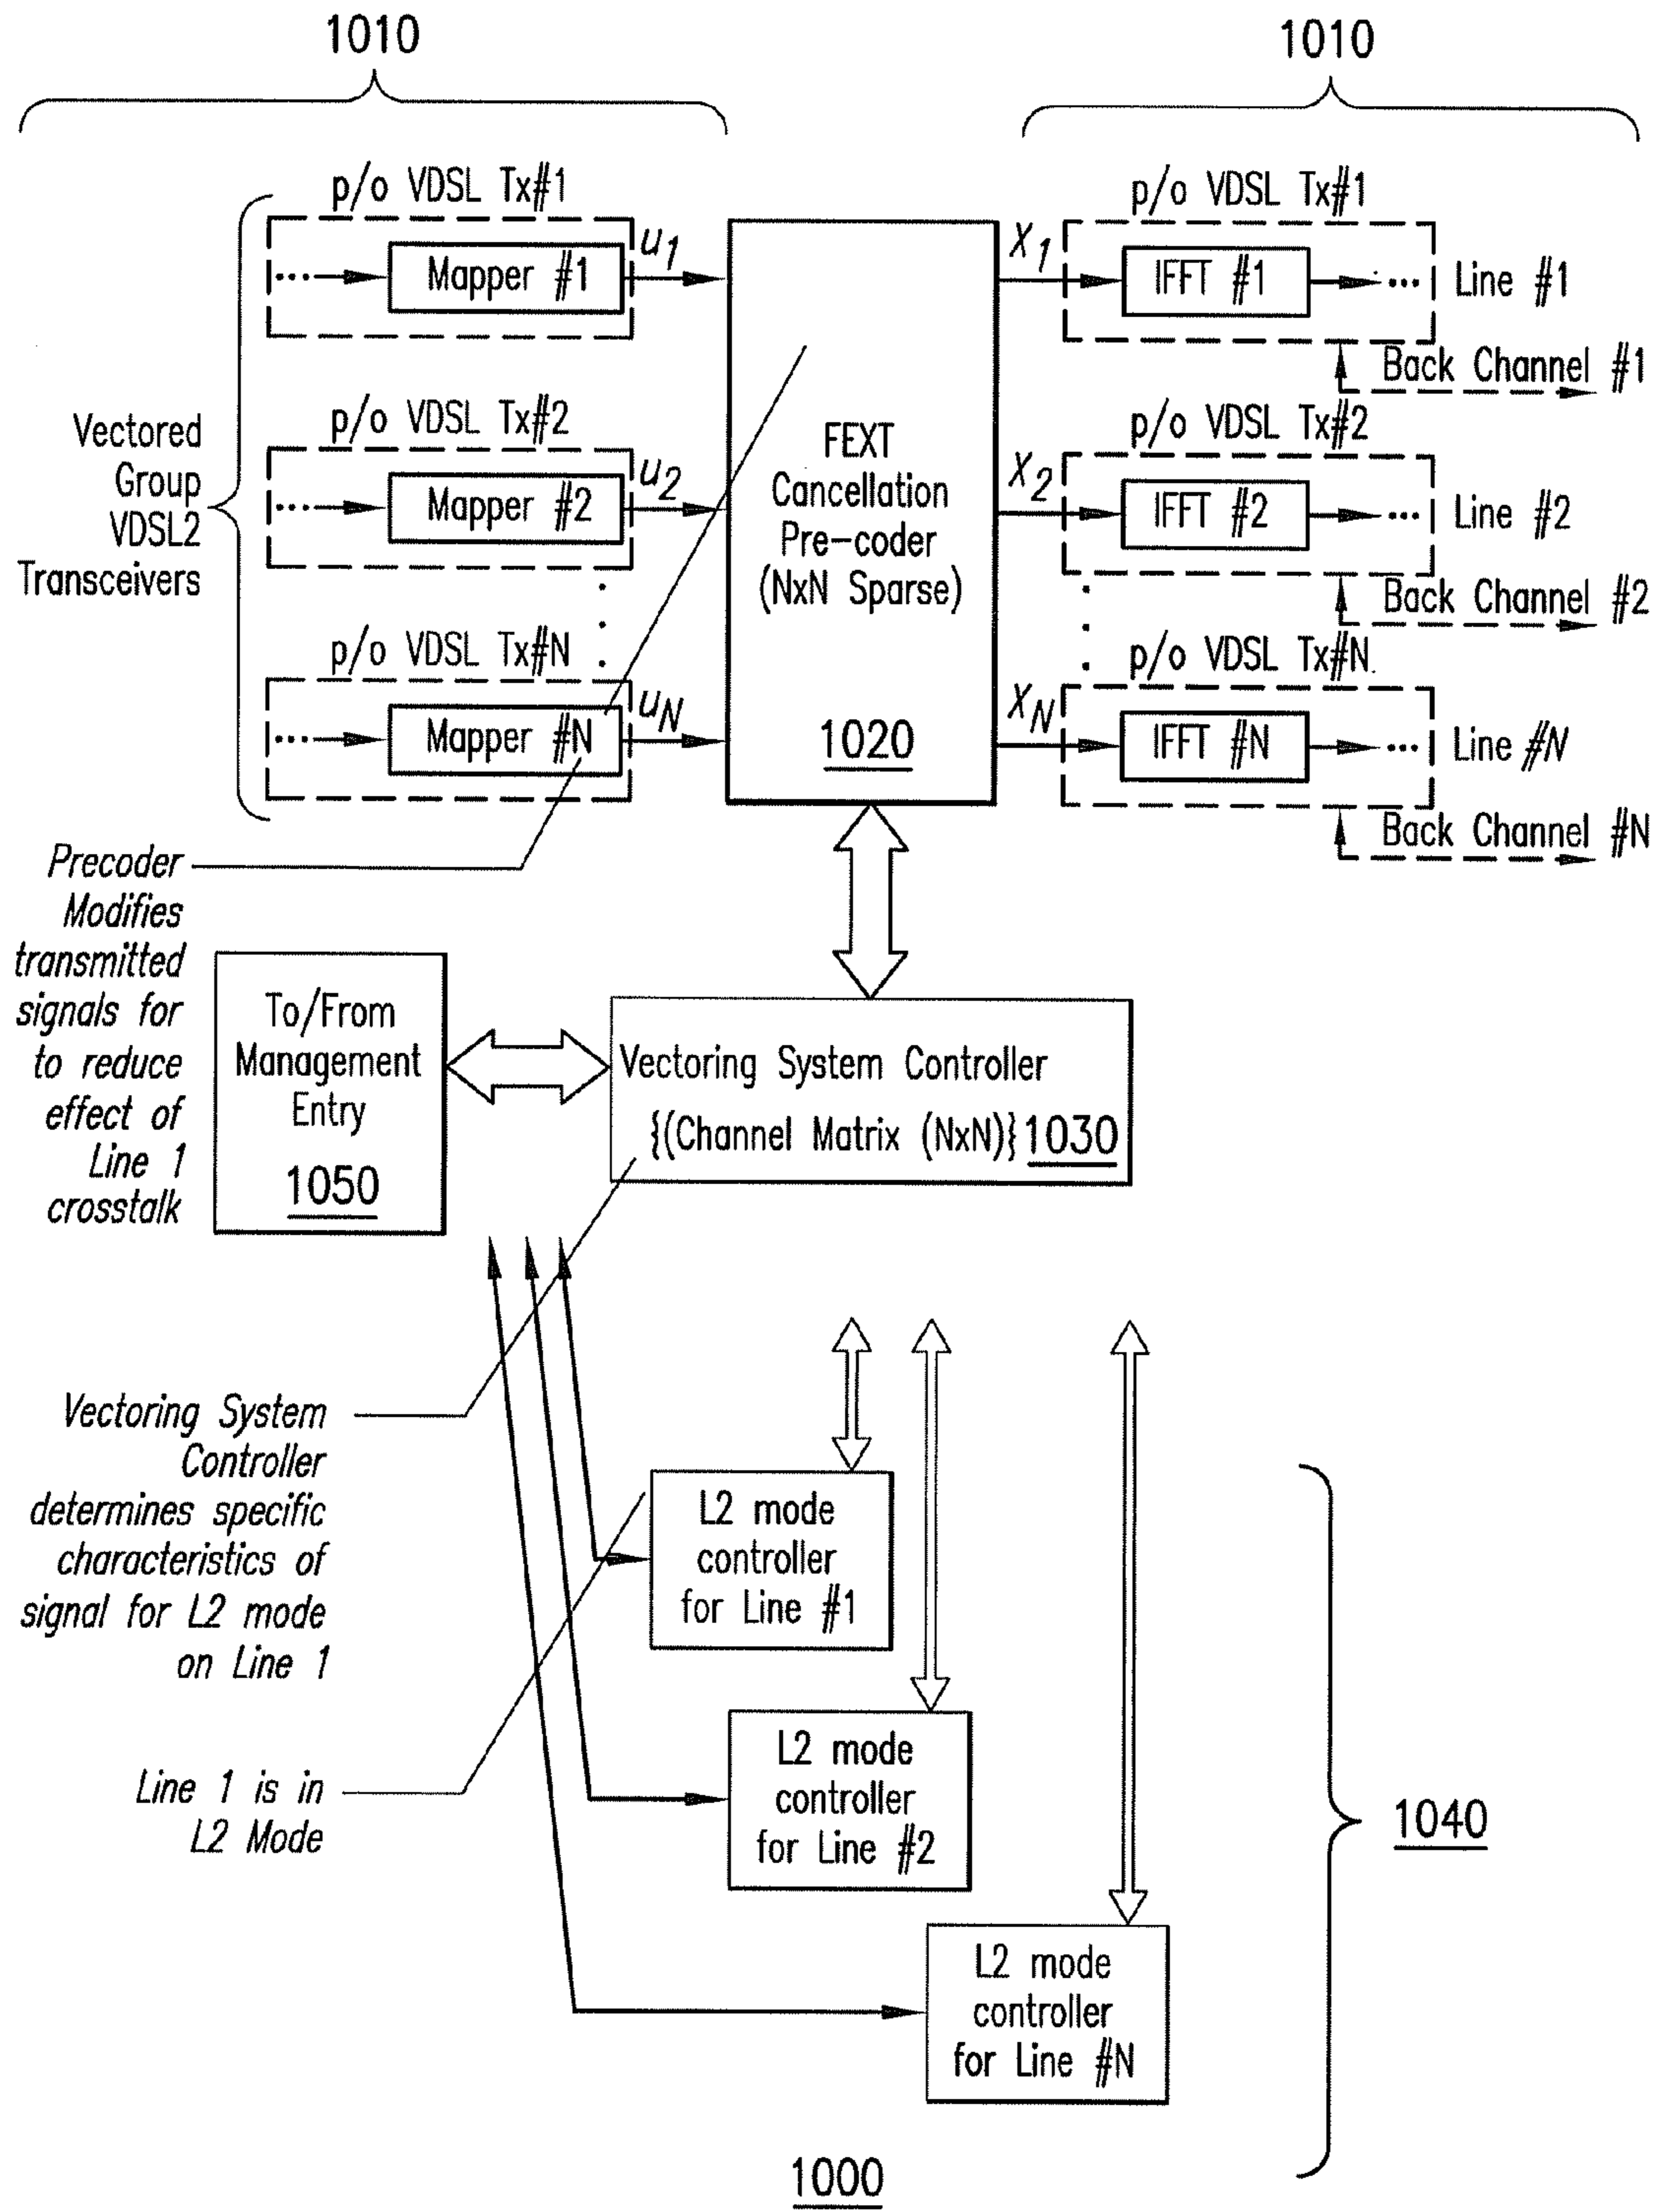 1010
1010
p/o VDSL Tx#1
p/o VDSL Tx#1
... Mapper #1
u1
X1
IFFT #1 ...
Line #1
Back Channel #1
Vectored
Group
VDSL2
Transceivers
p/o VDSL Tx#2
p/o VDSL Tx#2
... Mapper #2
u2
FEXT
Cancellation
Pre-coder
(NxN Sparse)
1020
X2
IFFT #2 ...
Line #2
Back Channel #2
p/o VDSL Tx#N
p/o VDSL Tx#N
... Mapper #N
uN
XN
IFFT #N ...
Line #N
Back Channel #N
Precoder
Modifies
transmitted
signals for
to reduce
effect of
Line 1
crosstalk
To/From
Management
Entry
1050
Vectoring System Controller
{(Channel Matrix (NxN)} 1030
Vectoring System
Controller
determines specific
characteristics of
signal for L2 mode
on Line 1
L2 mode
controller
for Line #1
Line 1 is in
L2 Mode
L2 mode
controller
for Line #2
1040
L2 mode
controller
for Line #N
1000